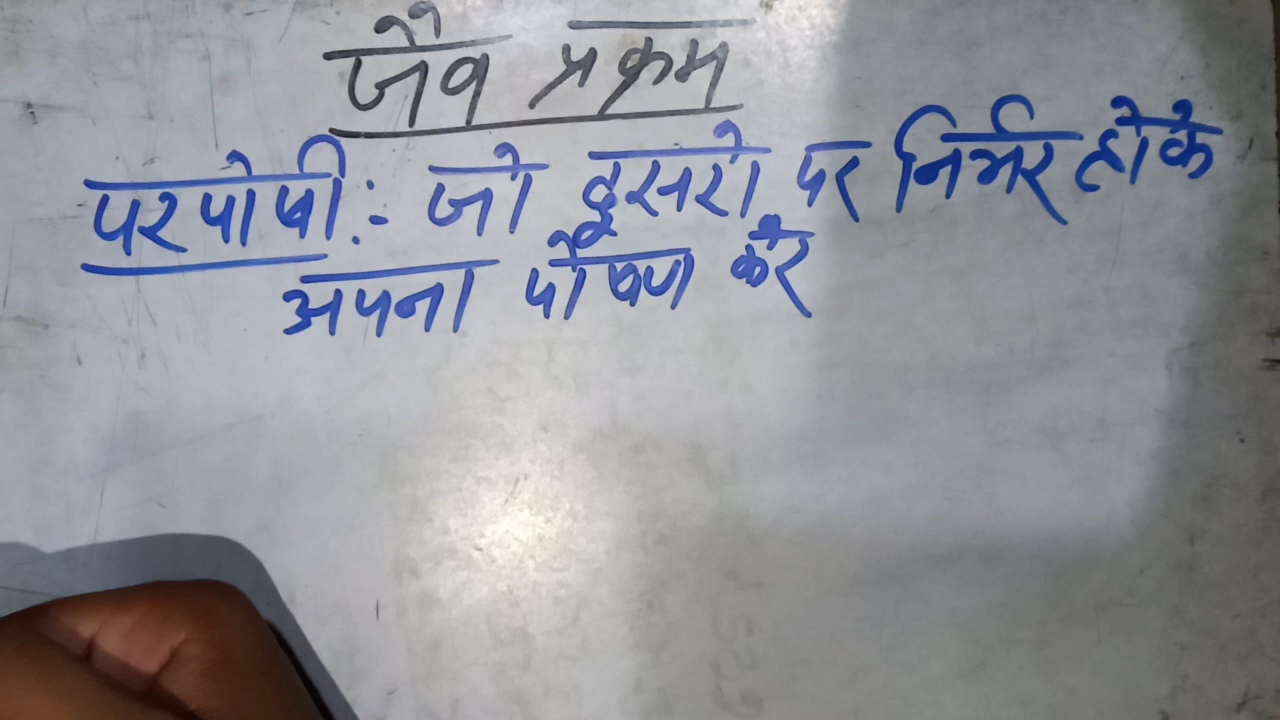 जैव प्रक्रम
परपोषी:- जो दुसरो पर निर्भर होके
अपना पोषण करें